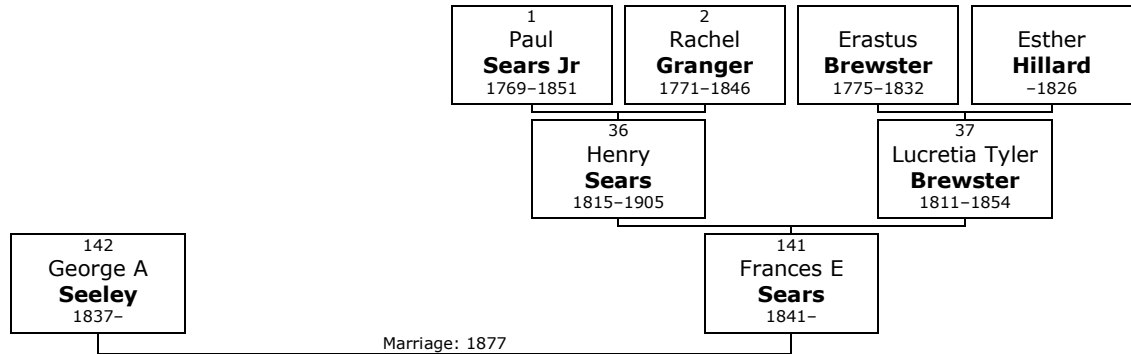 1
Paul
Sears Jr
1769–1851
2
Rachel
Granger
1771–1846
Erastus
Brewster
1775–1832
Esther
Hillard
–1826
36
Henry
Sears
1815–1905
37
Lucretia Tyler
Brewster
1811–1854
142
George A
Seeley
1837–
141
Frances E
Sears
1841–
Marriage: 1877